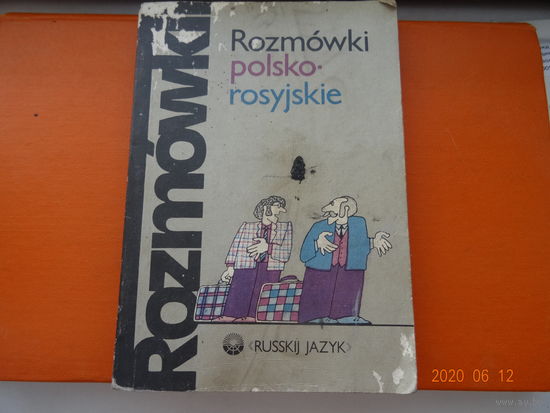 Rozmówki
Rozmówki
polsko-
rosyjskie
«RUSSKIJ JAZYK»
2020 06 12